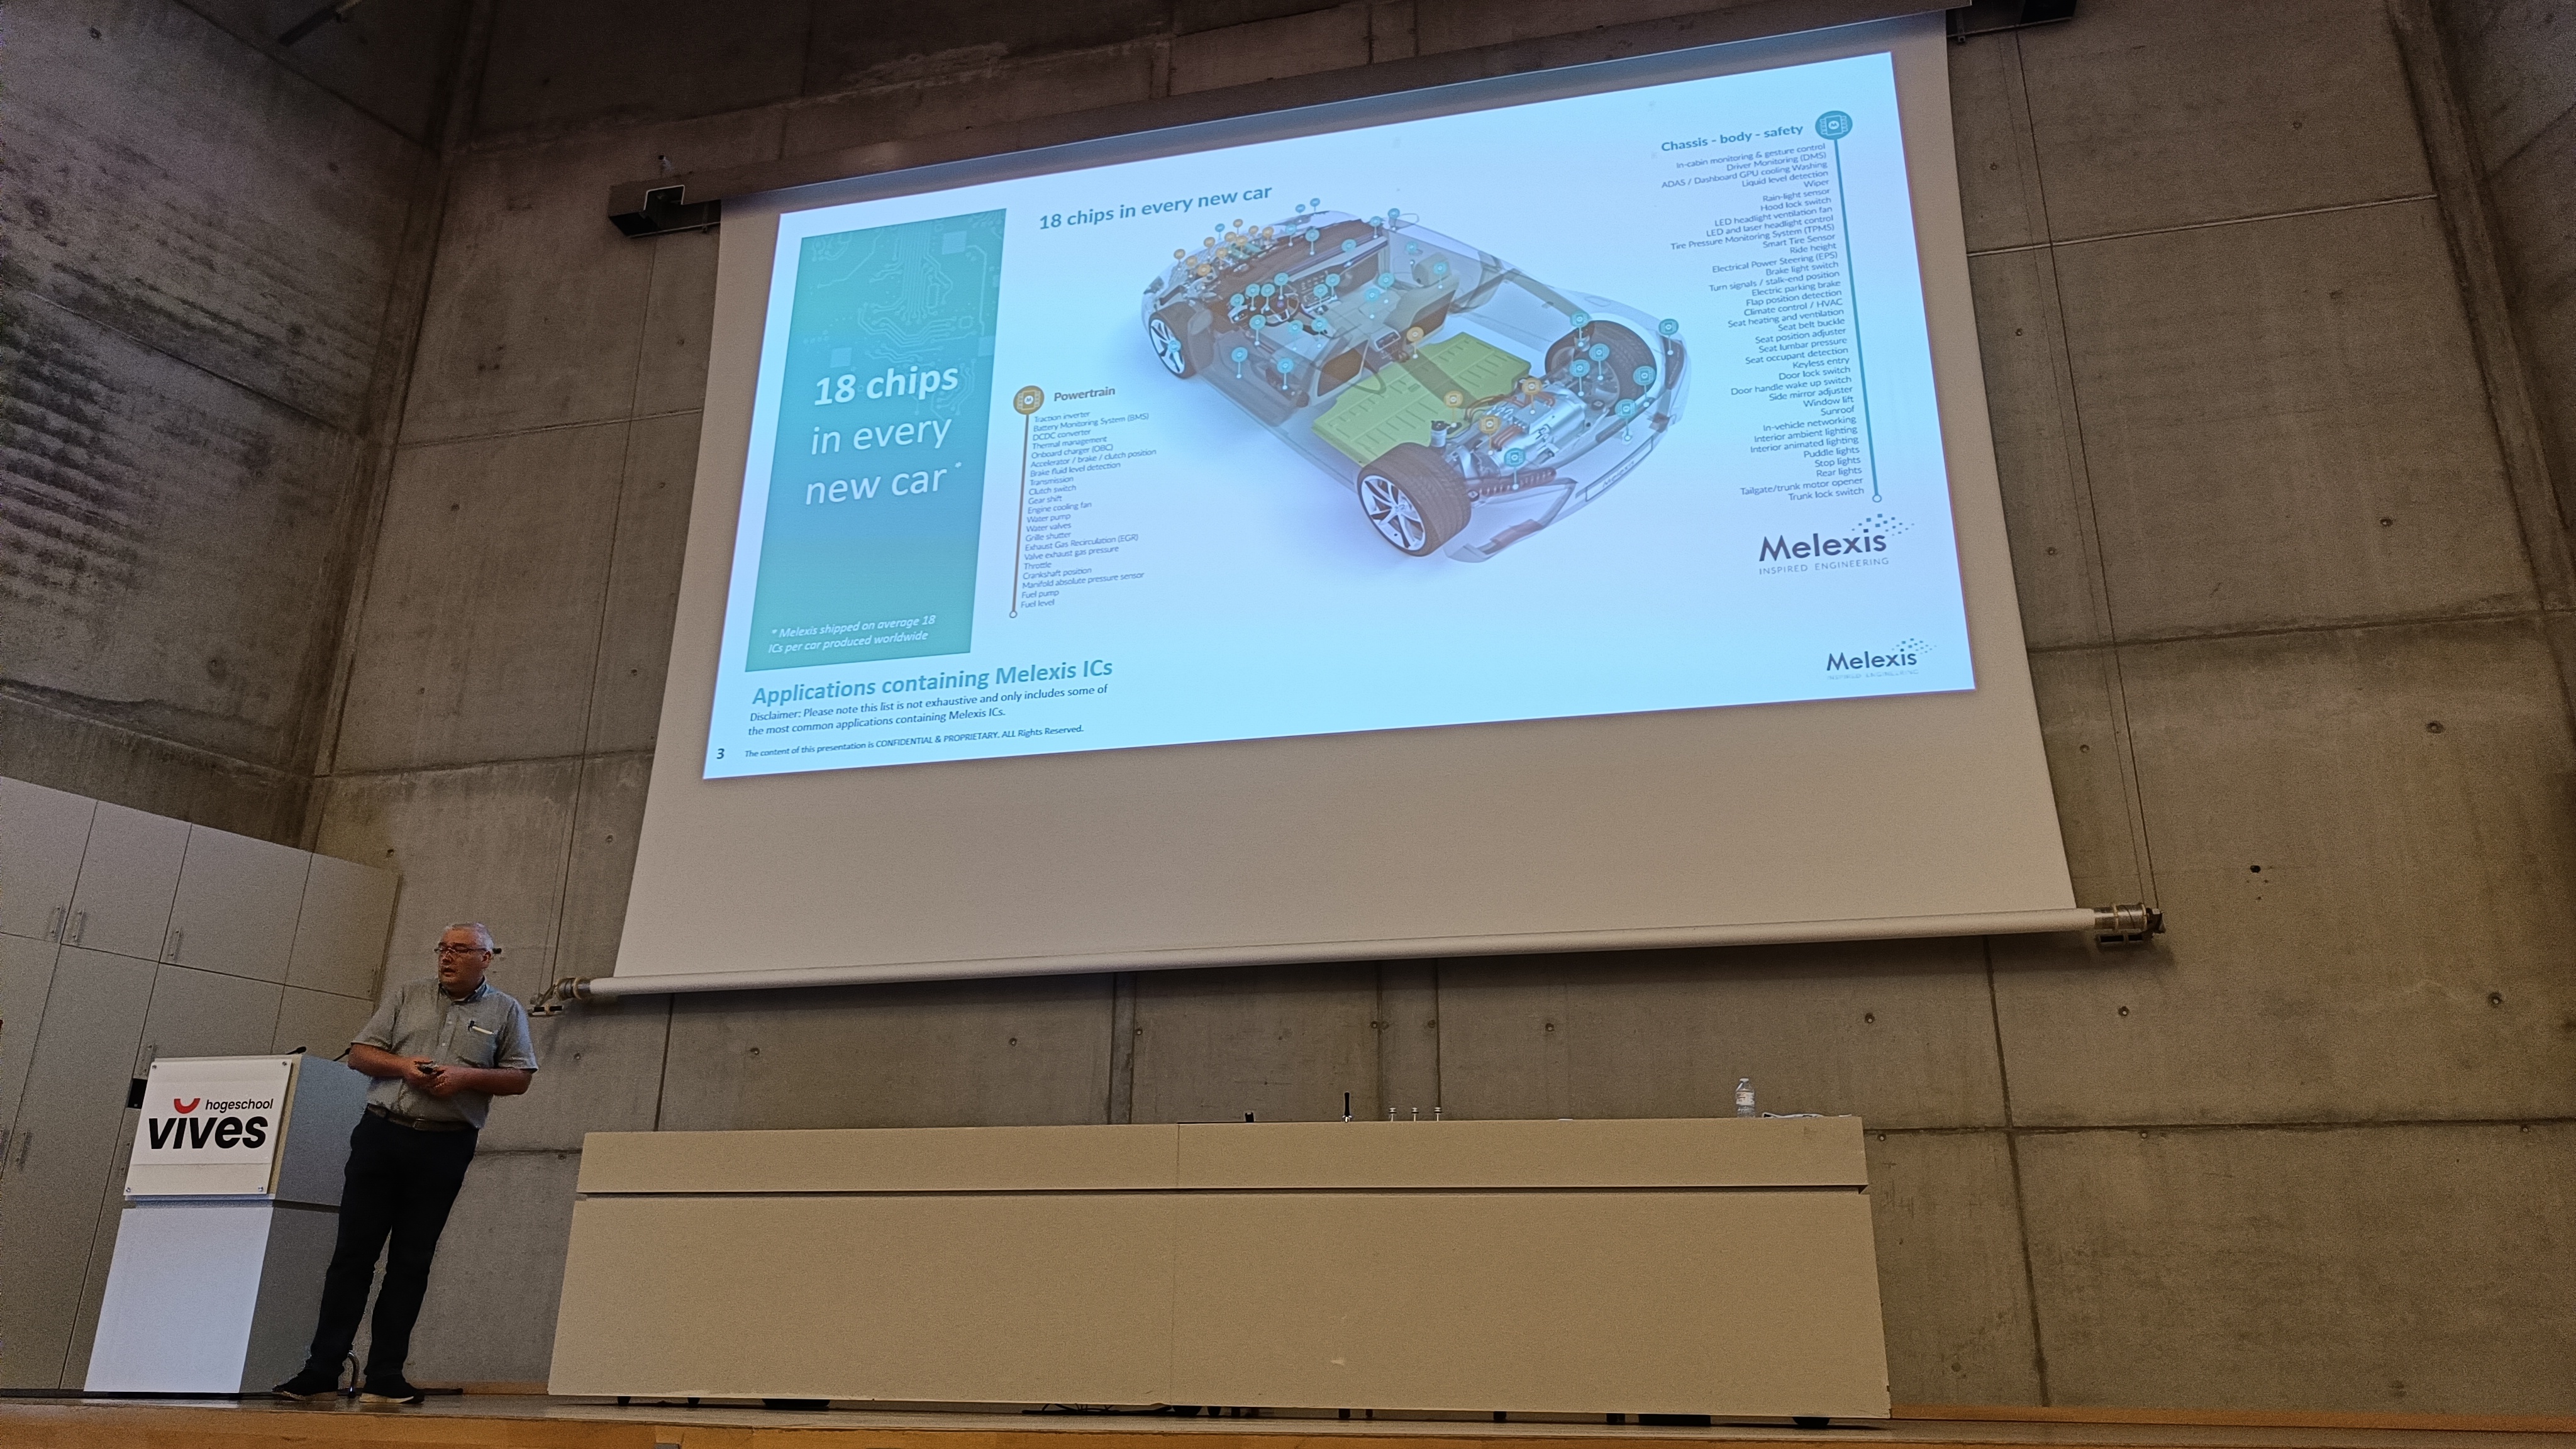 18 chips
in every
new car*
* Melexis shipped on average 18
ICs per car produced worldwide
18 chips in every new car
Powertrain
Traction inverter
Battery Monitoring System (BMS)
DCDC converter
Thermal management
Onboard charger (OBC)
Accelerator / brake / clutch position
Brake fluid level detection
Transmission
Clutch switch
Gear shift
Engine cooling fan
Water pump
Water valves
Grille shutter
Exhaust Gas Recirculation (EGR)
Valve exhaust gas pressure
Throttle
Crankshaft position
Manifold absolute pressure sensor
Fuel pump
Fuel level
Chassis - body - safety
In-cabin monitoring & gesture control
Driver Monitoring (DMS)
ADAS / Dashboard GPU cooling Washing
Liquid level detection
Wiper
Rain-light sensor
Hood lock switch
LED headlight ventilation fan
LED and laser headlight control
Tire Pressure Monitoring System (TPMS)
Smart Tire Sensor
Ride height
Electrical Power Steering (EPS)
Brake light switch
Turn signals / stalk-end position
Electric parking brake
Flap position detection
Climate control / HVAC
Seat heating and ventilation
Seat belt buckle
Seat position adjuster
Seat lumbar pressure
Seat occupant detection
Keyless entry
Door lock switch
Door handle wake up switch
Side mirror adjuster
Window lift
Sunroof
In-vehicle networking
Interior ambient lighting
Interior animated lighting
Puddle lights
Stop lights
Rear lights
Tailgate/trunk motor opener
Trunk lock switch
Melexis
INSPIRED ENGINEERING
Melexis
INSPIRED ENGINEERING
Applications containing Melexis ICs
Disclaimer: Please note this list is not exhaustive and only includes some of
the most common applications containing Melexis ICs.
3 The content of this presentation is CONFIDENTIAL & PROPRIETARY. ALL Rights Reserved.
hogeschool
vives